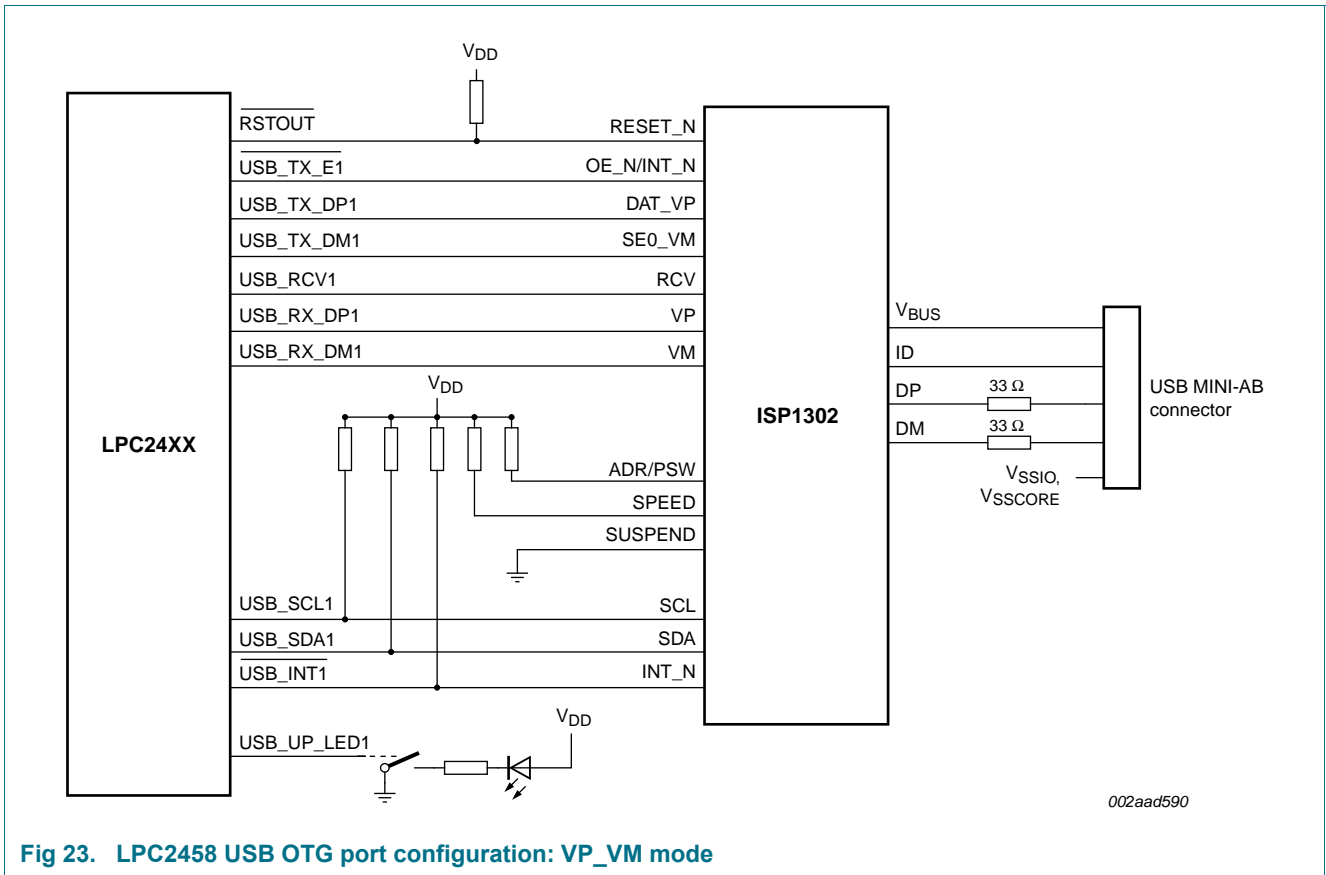 VDD
RSTOUT
RESET_N
USB_TX_E1
OE_N/INT_N
USB_TX_DP1
DAT_VP
USB_TX_DM1
SE0_VM
USB_RCV1
RCV
USB_RX_DP1
VP
USB_RX_DM1
VM
VDD
LPC24XX
ISP1302
VBUS
ID
DP
33 Ω
DM
33 Ω
USB MINI-AB
connector
VSSIO,
VSSCORE
ADR/PSW
SPEED
SUSPEND
USB_SCL1
SCL
USB_SDA1
SDA
USB_INT1
INT_N
VDD
USB_UP_LED1
002aad590
Fig 23. LPC2458 USB OTG port configuration: VP_VM mode